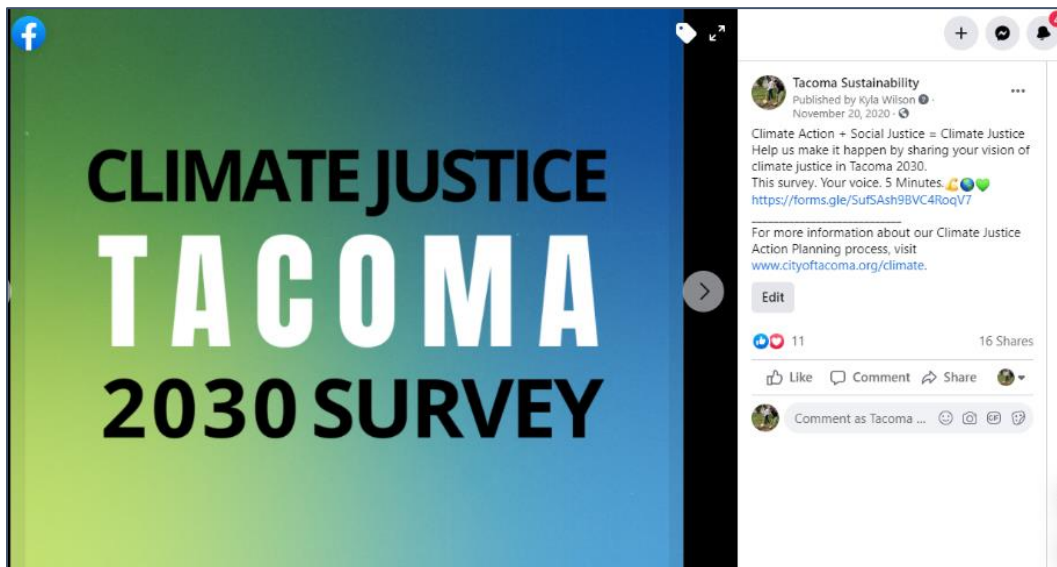 CLIMATE JUSTICE
TACOMA
2030 SURVEY
Tacoma Sustainability
Published by Kyla Wilson
November 20, 2020 ·
Climate Action + Social Justice = Climate Justice
Help us make it happen by sharing your vision of
climate justice in Tacoma 2030.
This survey. Your voice. 5 Minutes. 💪🌎💚
https://forms.gle/SufSAsh9BVC4RoqV7
____________________________
For more information about our Climate Justice
Action Planning process, visit
www.cityoftacoma.org/climate.
Edit
11 16 Shares
Like Comment Share
Comment as Tacoma ... GIF